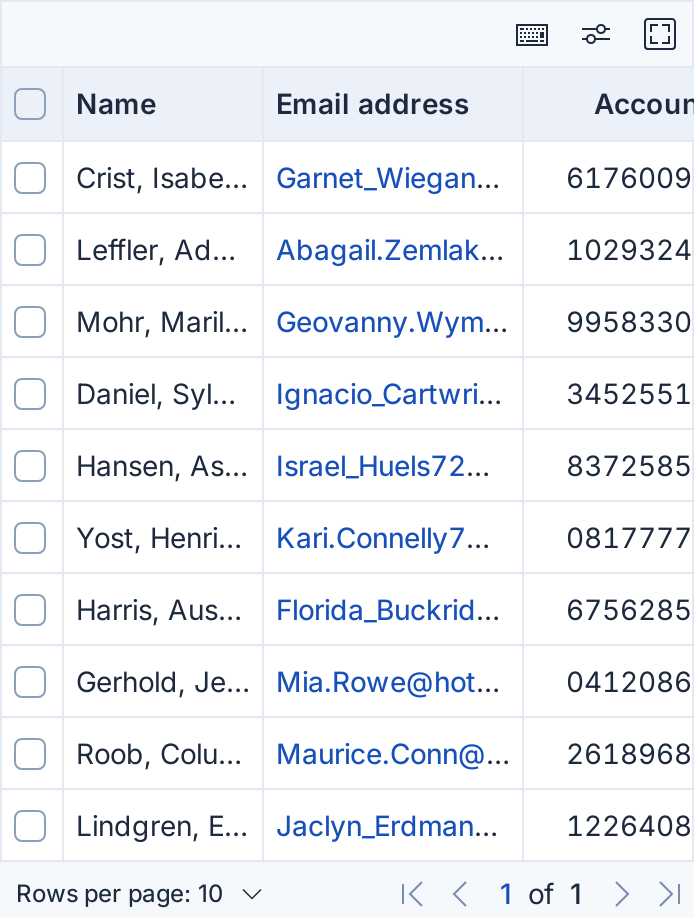 Name Email address Accoun
Crist, Isabe... Garnet_Wiegan... 6176009
Leffler, Ad... Abagail.Zemlak... 1029324
Mohr, Maril... Geovanny.Wym... 9958330
Daniel, Syl... Ignacio_Cartwri... 3452551
Hansen, As... Israel_Huels72... 8372585
Yost, Henri... Kari.Connelly7... 0817777
Harris, Aus... Florida_Buckrid... 6756285
Gerhold, Je... Mia.Rowe@hot... 0412086
Roob, Colu... Maurice.Conn@... 2618968
Lindgren, E... Jaclyn_Erdman... 1226408
Rows per page: 10 1 of 1